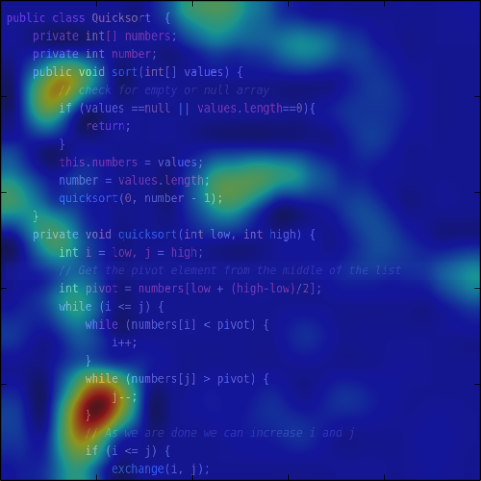 public class Quicksort  {
    private int[] numbers;
    private int number;
    public void sort(int[] values) {
        // check for empty or null array
        if (values ==null || values.length==0){
            return;
        }
        this.numbers = values;
        number = values.length;
        quicksort(0, number - 1);
    }
    private void quicksort(int low, int high) {
        int i = low, j = high;
        // Get the pivot element from the middle of the list
        int pivot = numbers[low + (high-low)/2];
        while (i <= j) {
            while (numbers[i] < pivot) {
                i++;
            }
            while (numbers[j] > pivot) {
                j--;
            }
            // As we are done we can increase i and j
            if (i <= j) {
                exchange(i, j);